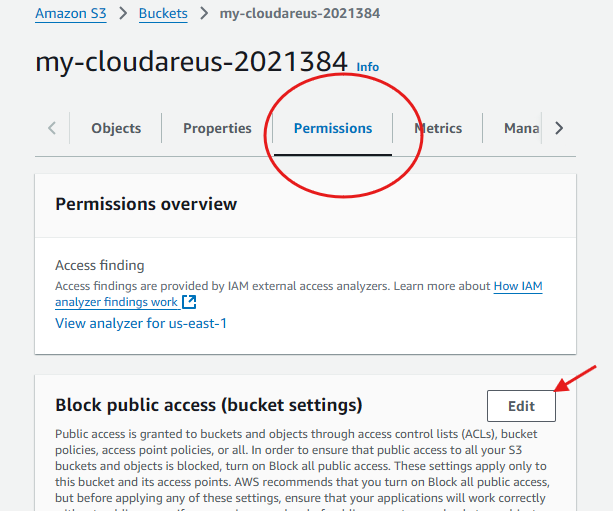 Amazon S3 > Buckets > my-cloudareus-2021384
my-cloudareus-2021384 Info
Objects Properties Permissions Metrics Mana
Permissions overview
Access finding
Access findings are provided by IAM external access analyzers. Learn more about How IAM
analyzer findings work
View analyzer for us-east-1
Block public access (bucket settings) Edit
Public access is granted to buckets and objects through access control lists (ACLs), bucket
policies, access point policies, or all. In order to ensure that public access to all your S3
buckets and objects is blocked, turn on Block all public access. These settings apply only to
this bucket and its access points. AWS recommends that you turn on Block all public access,
but before applying any of these settings, ensure that your applications will work correctly